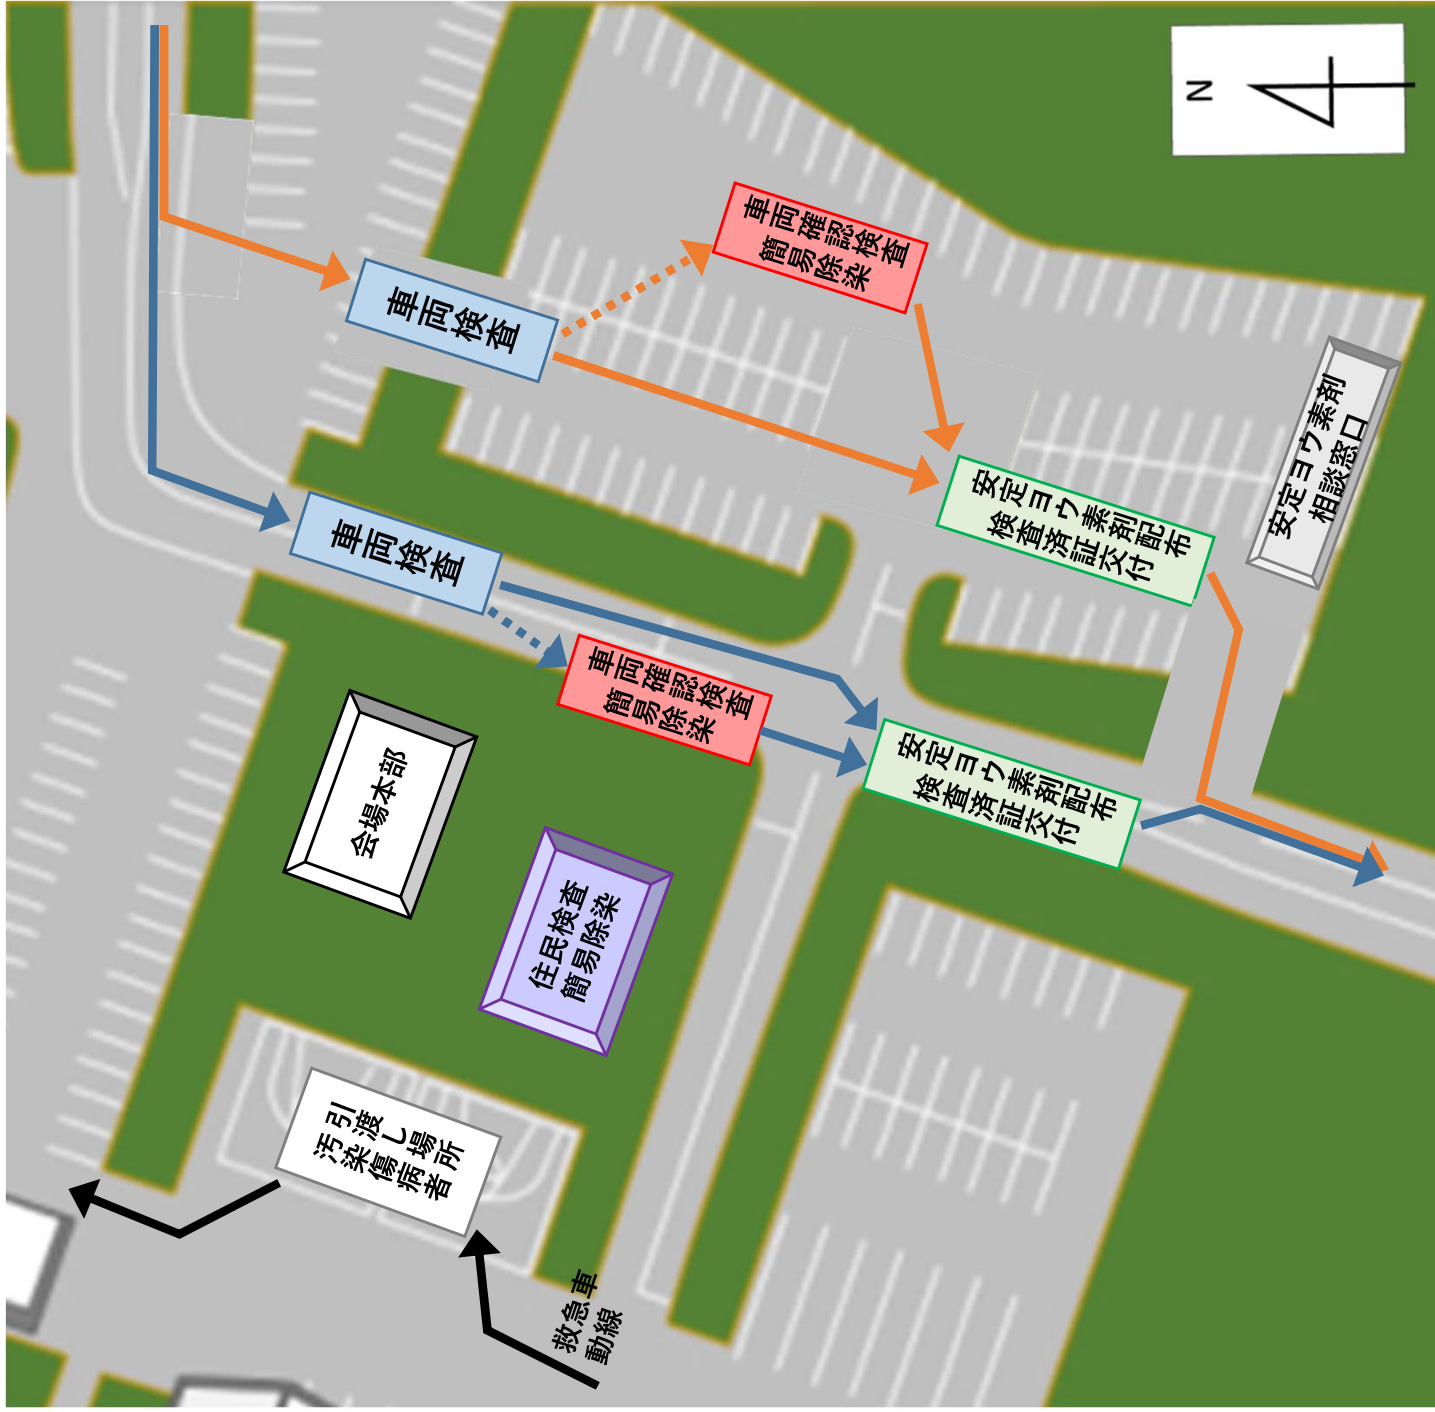 N
車両検査
車両確認検査
簡易除染
安定ヨウ素剤配布
検査済証交付
安定ヨウ素剤
相談窓口
車両検査
車両確認検査
簡易除染
安定ヨウ素剤配布
検査済証交付
会場本部
住民検査
簡易除染
汚染傷病者
引渡し場所
救急車
動線